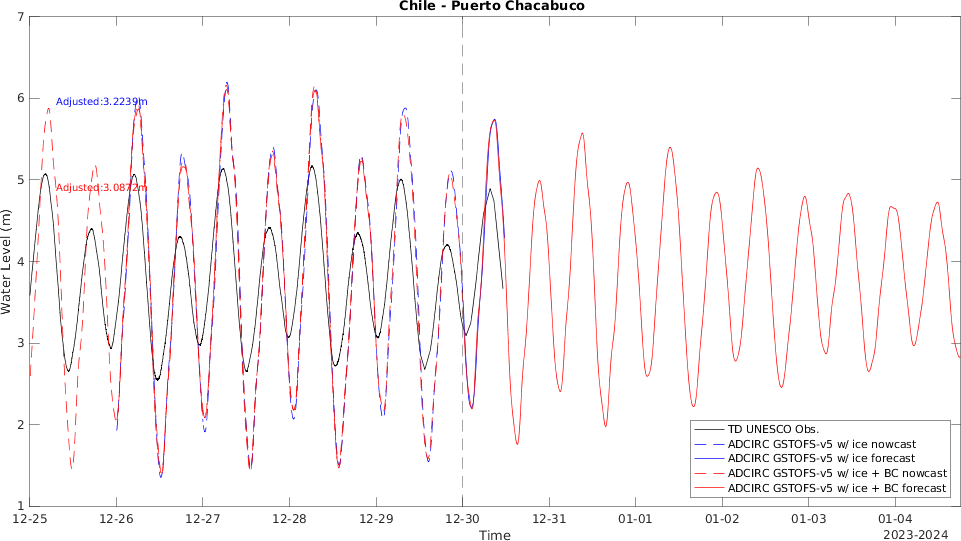 Chile - Puerto Chacabuco
7
6
5
4
3
2
1
Water Level (m)
Adjusted:3.2239m
Adjusted:3.0872m
TD UNESCO Obs.
ADCIRC GSTOFS-v5 w/ ice nowcast
ADCIRC GSTOFS-v5 w/ ice forecast
ADCIRC GSTOFS-v5 w/ ice + BC nowcast
ADCIRC GSTOFS-v5 w/ ice + BC forecast
12-25 12-26 12-27 12-28 12-29 12-30 12-31 01-01 01-02 01-03 01-04
Time
2023-2024